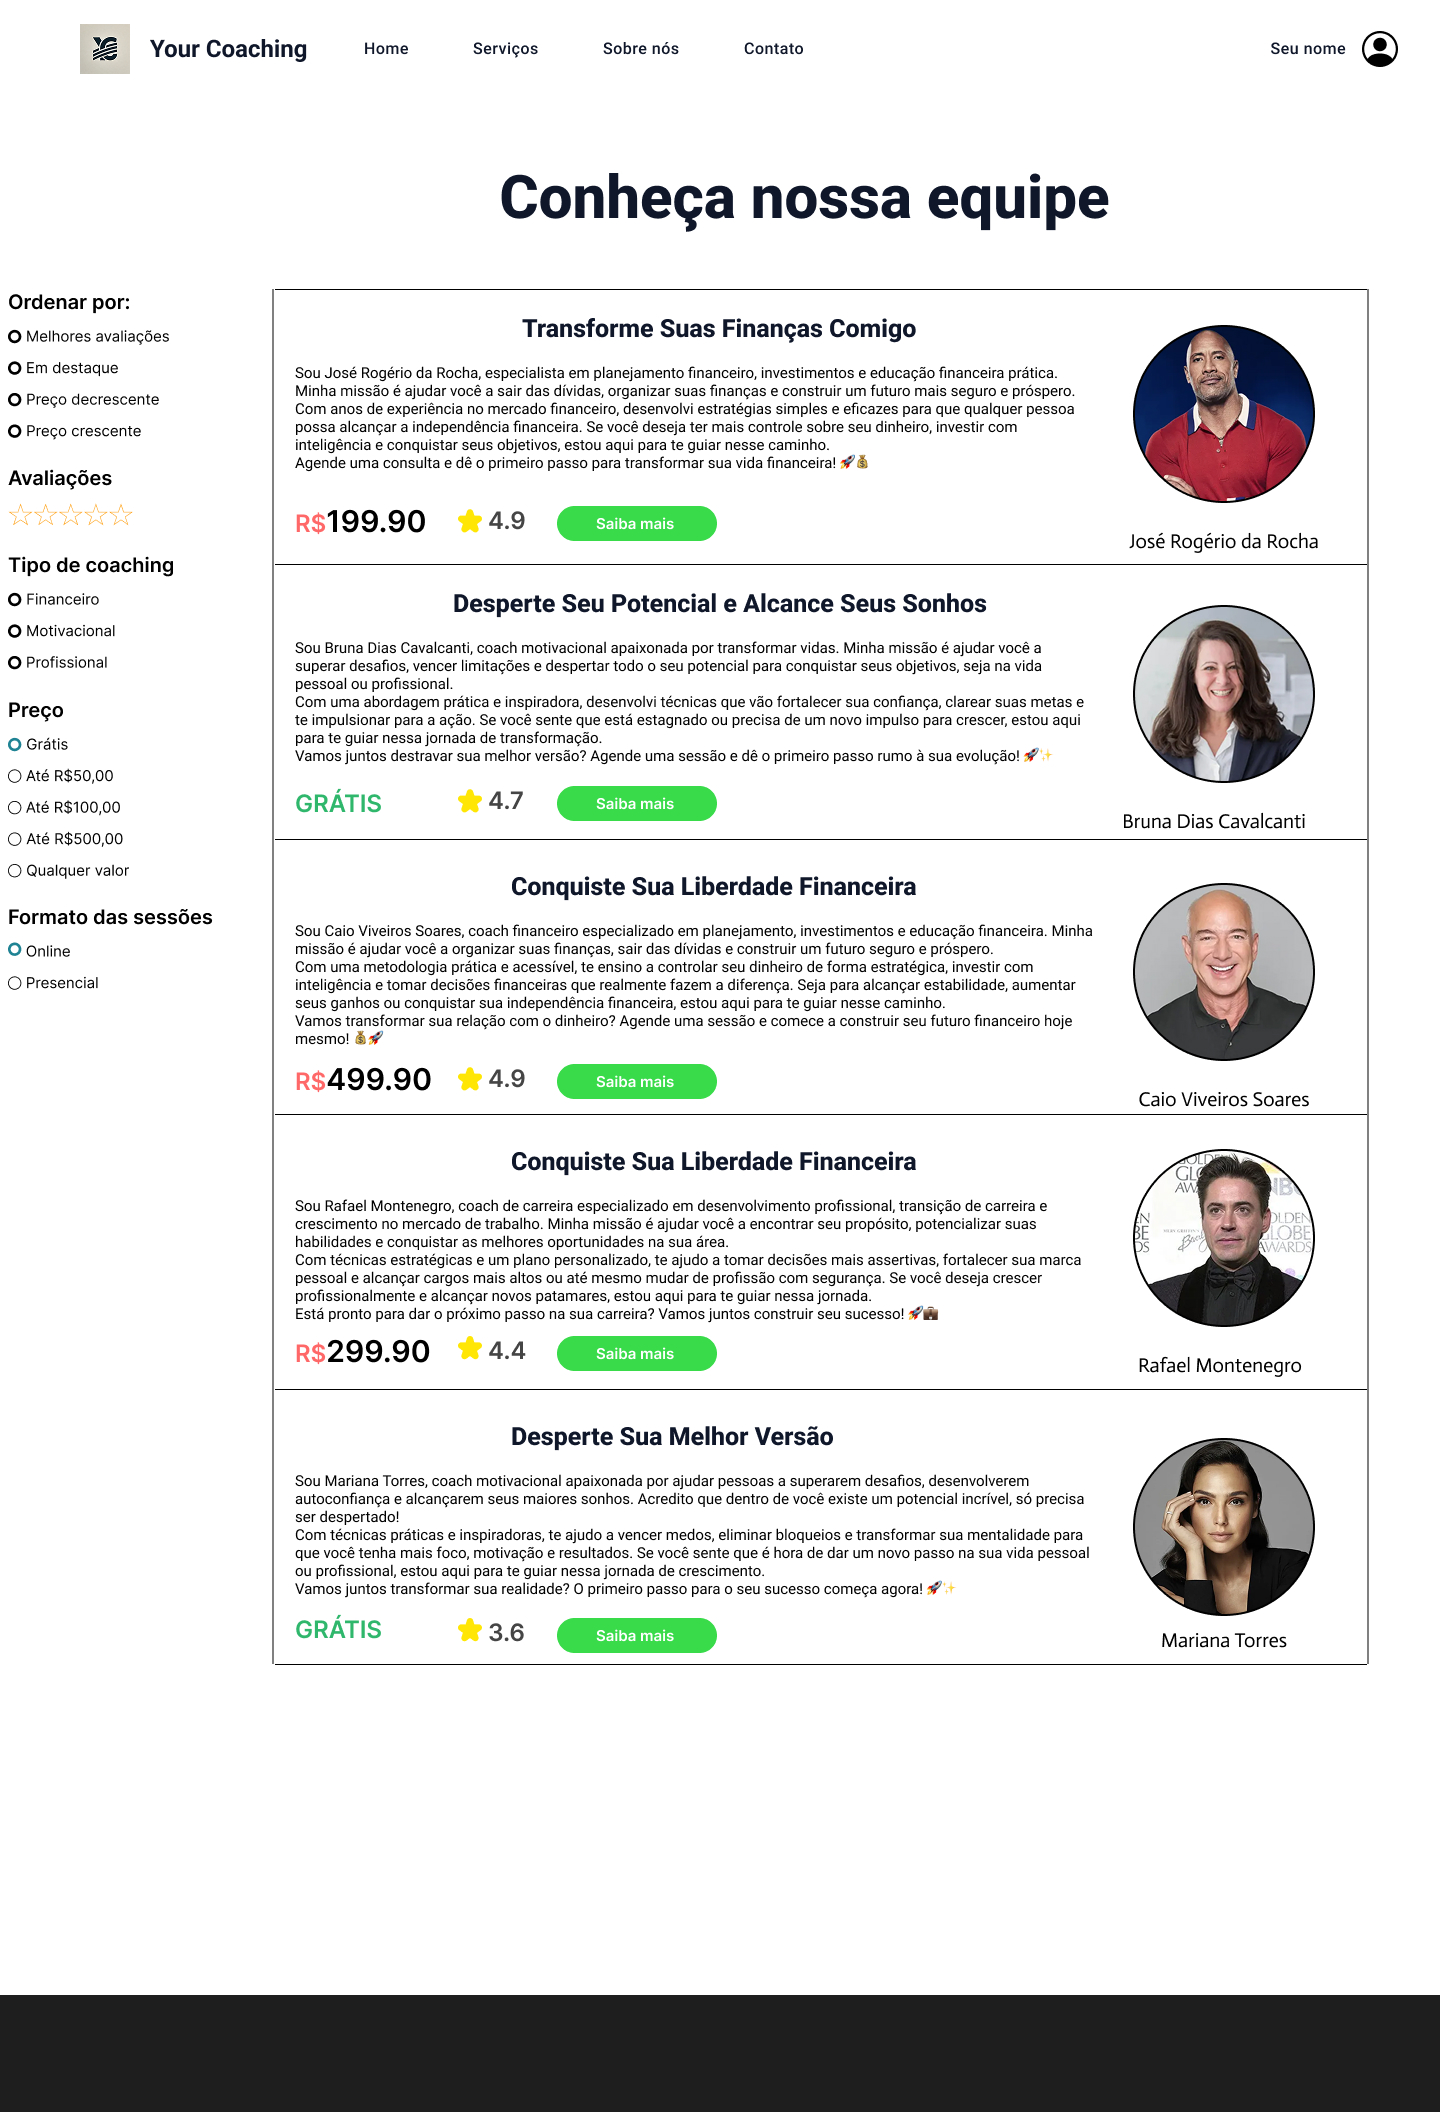 Your Coaching
Home
Serviços
Sobre nós
Contato
Seu nome
Conheça nossa equipe
Ordenar por:
Melhores avaliações
Em destaque
Preço decrescente
Preço crescente
Avaliações
Tipo de coaching
Financeiro
Motivacional
Profissional
Preço
Grátis
Até R$50,00
Até R$100,00
Até R$500,00
Qualquer valor
Formato das sessões
Online
Presencial
Transforme Suas Finanças Comigo
Sou José Rogério da Rocha, especialista em planejamento financeiro, investimentos e educação financeira prática.
Minha missão é ajudar você a sair das dívidas, organizar suas finanças e construir um futuro mais seguro e próspero.
Com anos de experiência no mercado financeiro, desenvolvi estratégias simples e eficazes para que qualquer pessoa
possa alcançar a independência financeira. Se você deseja ter mais controle sobre seu dinheiro, investir com
inteligência e conquistar seus objetivos, estou aqui para te guiar nesse caminho.
Agende uma consulta e dê o primeiro passo para transformar sua vida financeira! 🚀💰
R$199.90
4.9
Saiba mais
José Rogério da Rocha
Desperte Seu Potencial e Alcance Seus Sonhos
Sou Bruna Dias Cavalcanti, coach motivacional apaixonada por transformar vidas. Minha missão é ajudar você a
superar desafios, vencer limitações e despertar todo o seu potencial para conquistar seus objetivos, seja na vida
pessoal ou profissional.
Com uma abordagem prática e inspiradora, desenvolvi técnicas que vão fortalecer sua confiança, clarear suas metas e
te impulsionar para a ação. Se você sente que está estagnado ou precisa de um novo impulso para crescer, estou aqui
para te guiar nessa jornada de transformação.
Vamos juntos destravar sua melhor versão? Agende uma sessão e dê o primeiro passo rumo à sua evolução! 🚀✨
GRÁTIS
4.7
Saiba mais
Bruna Dias Cavalcanti
Conquiste Sua Liberdade Financeira
Sou Caio Viveiros Soares, coach financeiro especializado em planejamento, investimentos e educação financeira. Minha
missão é ajudar você a organizar suas finanças, sair das dívidas e construir um futuro seguro e próspero.
Com uma metodologia prática e acessível, te ensino a controlar seu dinheiro de forma estratégica, investir com
inteligência e tomar decisões financeiras que realmente fazem a diferença. Seja para alcançar estabilidade, aumentar
seus ganhos ou conquistar sua independência financeira, estou aqui para te guiar nesse caminho.
Vamos transformar sua relação com o dinheiro? Agende uma sessão e comece a construir seu futuro financeiro hoje
mesmo! 💰🚀
R$499.90
4.9
Saiba mais
Caio Viveiros Soares
Conquiste Sua Liberdade Financeira
Sou Rafael Montenegro, coach de carreira especializado em desenvolvimento profissional, transição de carreira e
crescimento no mercado de trabalho. Minha missão é ajudar você a encontrar seu propósito, potencializar suas
habilidades e conquistar as melhores oportunidades na sua área.
Com técnicas estratégicas e um plano personalizado, te ajudo a tomar decisões mais assertivas, fortalecer sua marca
pessoal e alcançar cargos mais altos ou até mesmo mudar de profissão com segurança. Se você deseja crescer
profissionalmente e alcançar novos patamares, estou aqui para te guiar nessa jornada.
Está pronto para dar o próximo passo na sua carreira? Vamos juntos construir seu sucesso! 🚀💼
R$299.90
4.4
Saiba mais
Rafael Montenegro
Desperte Sua Melhor Versão
Sou Mariana Torres, coach motivacional apaixonada por ajudar pessoas a superarem desafios, desenvolverem
autoconfiança e alcançarem seus maiores sonhos. Acredito que dentro de você existe um potencial incrível, só precisa
ser despertado!
Com técnicas práticas e inspiradoras, te ajudo a vencer medos, eliminar bloqueios e transformar sua mentalidade para
que você tenha mais foco, motivação e resultados. Se você sente que é hora de dar um novo passo na sua vida pessoal
ou profissional, estou aqui para te guiar nessa jornada de crescimento.
Vamos juntos transformar sua realidade? O primeiro passo para o seu sucesso começa agora! 🚀✨
GRÁTIS
3.6
Saiba mais
Mariana Torres